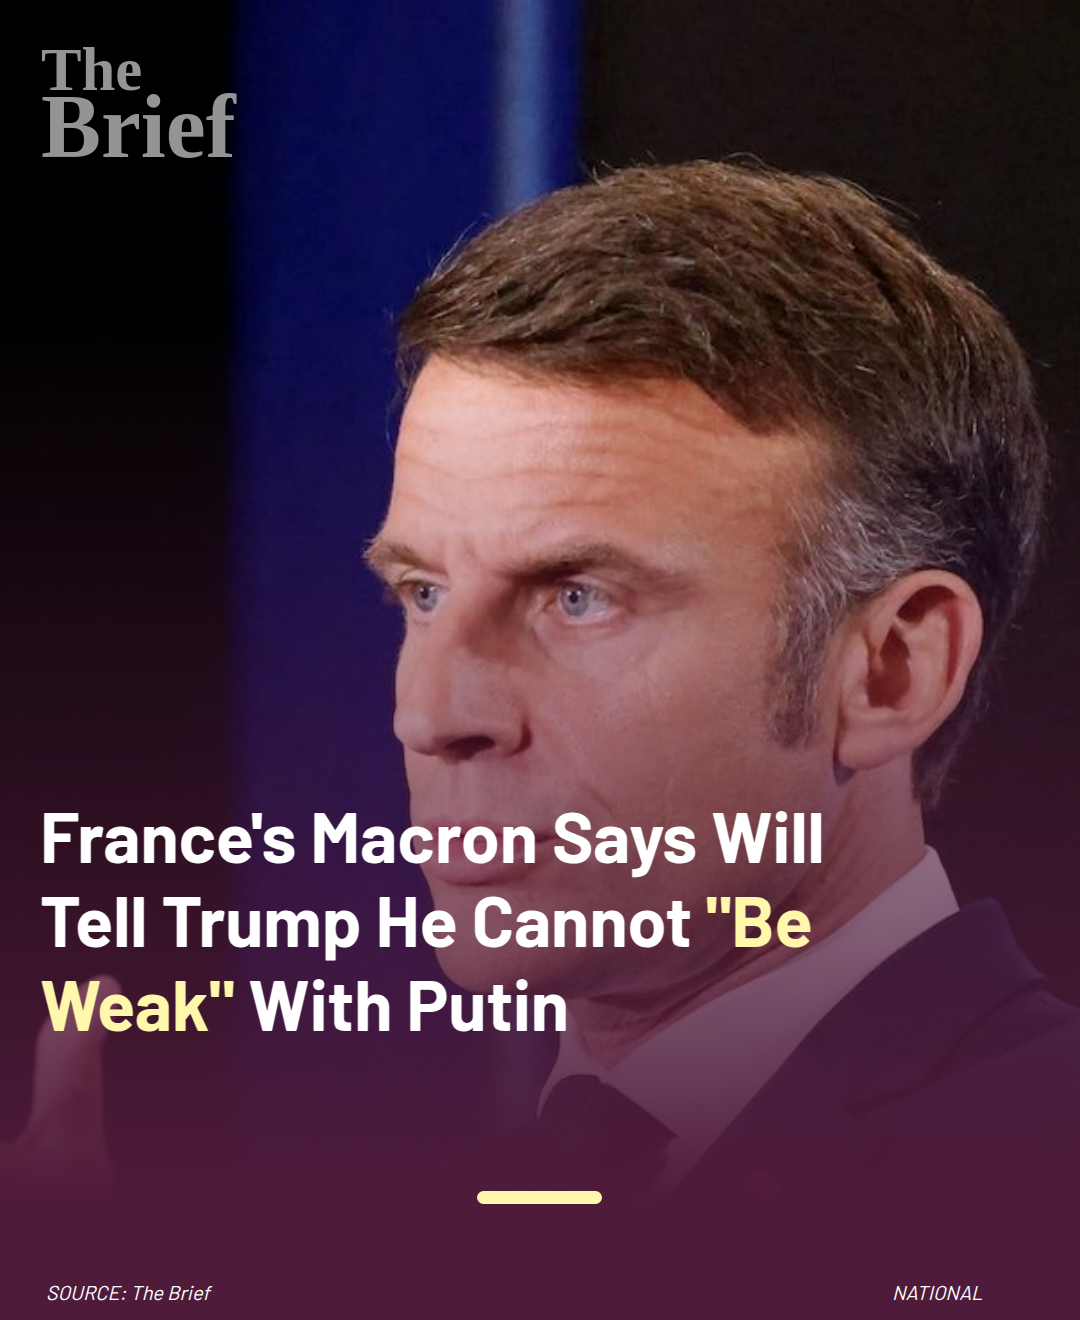 The
Brief
France's Macron Says Will
Tell Trump He Cannot "Be
Weak" With Putin
SOURCE: The Brief
NATIONAL